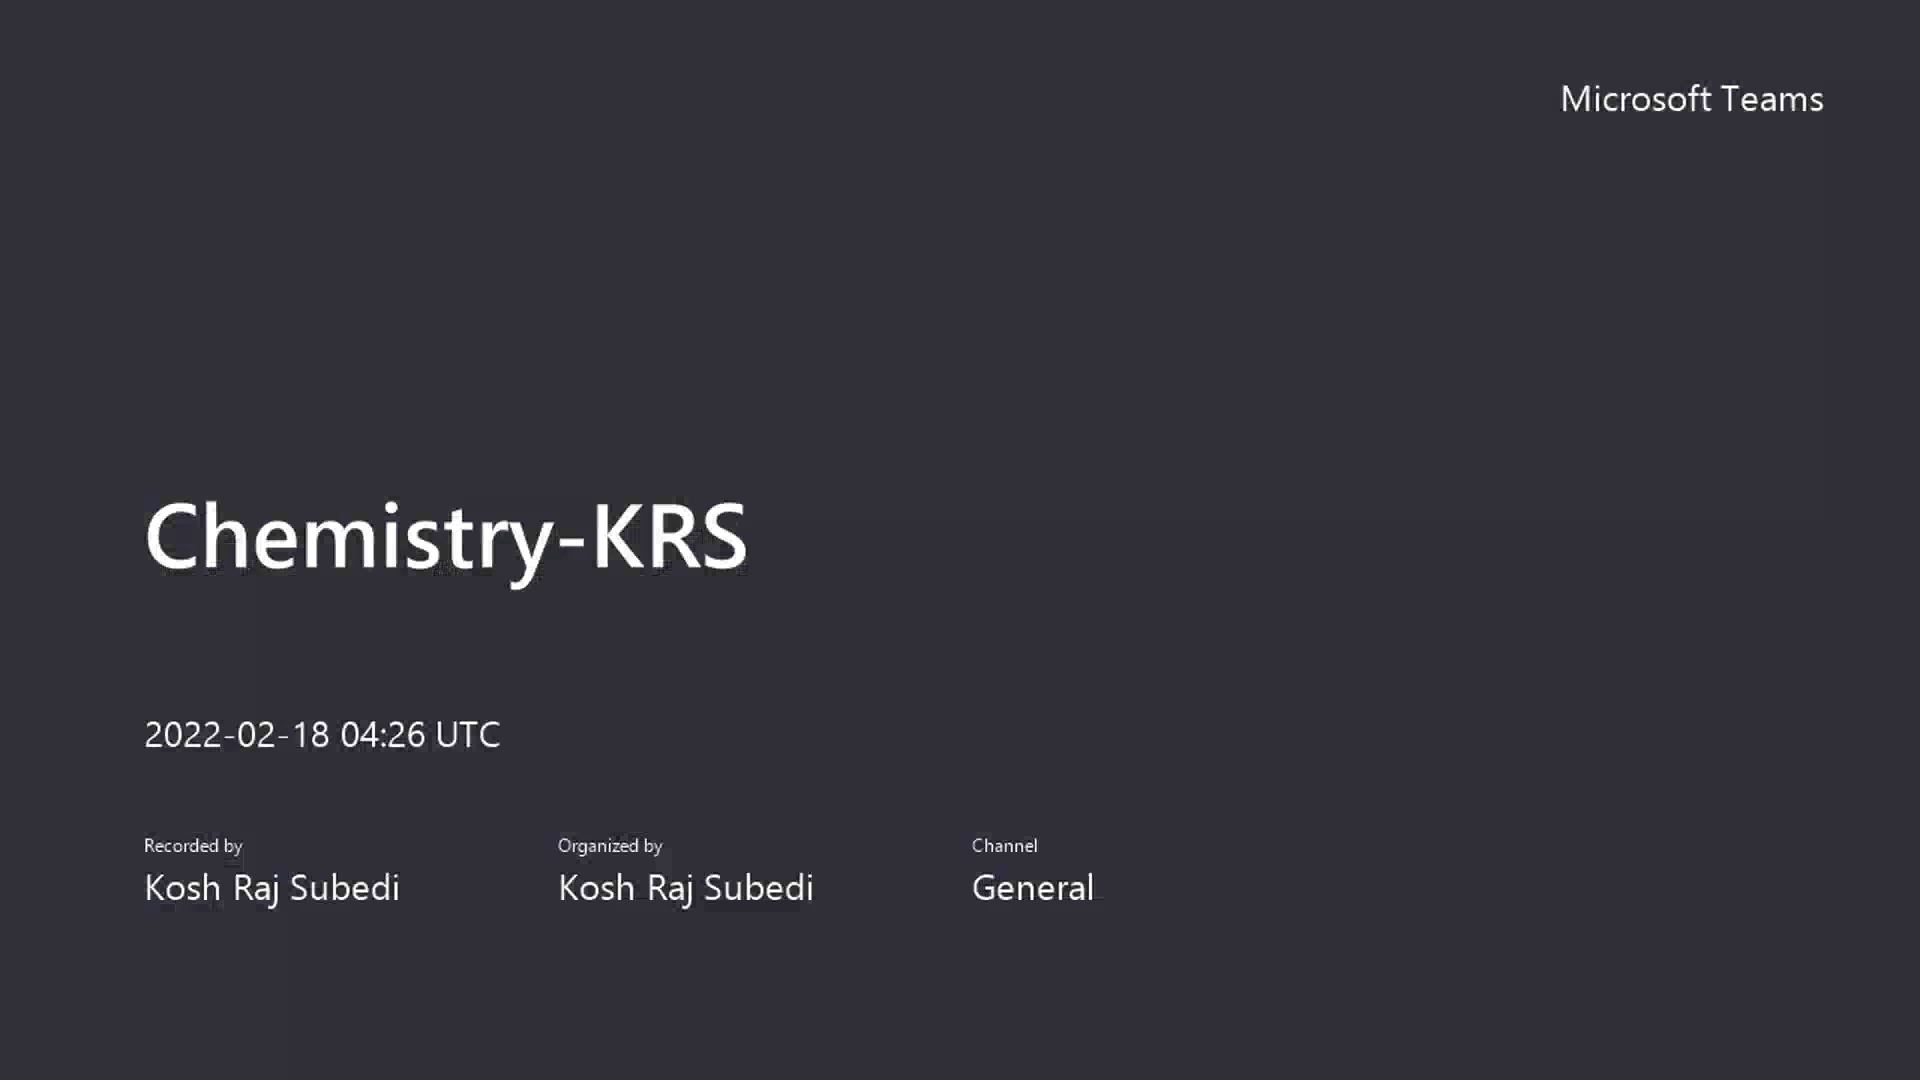 Microsoft Teams
Chemistry-KRS
2022-02-18 04:26 UTC
Recorded by
Kosh Raj Subedi
Organized by
Kosh Raj Subedi
Channel
General